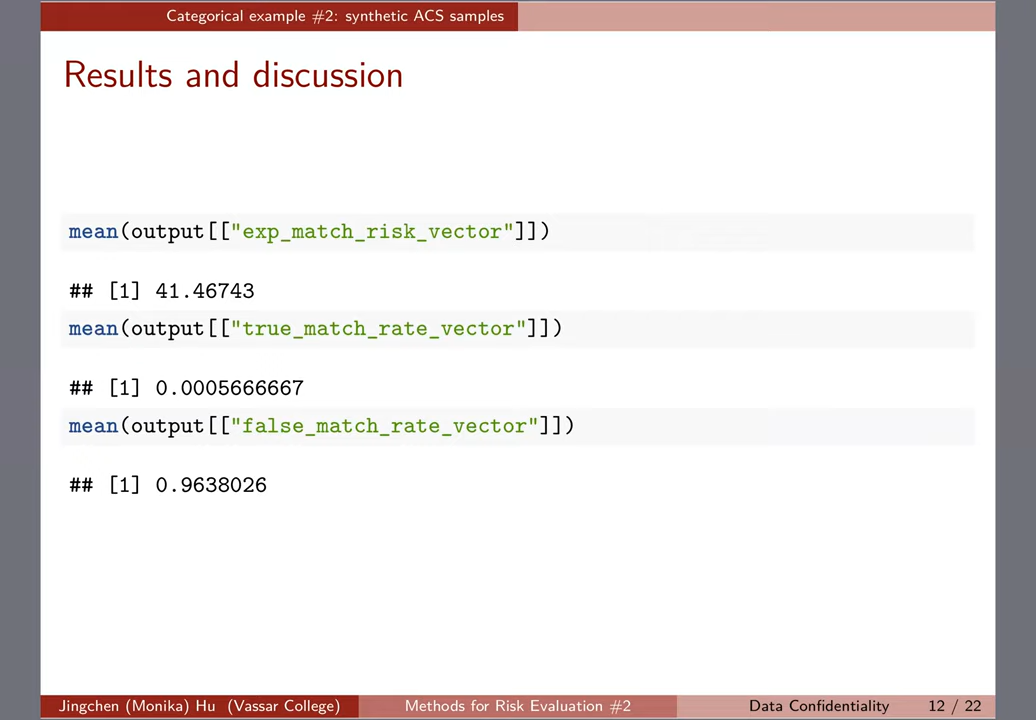 Categorical example #2: synthetic ACS samples
Results and discussion
mean(output[["exp_match_risk_vector"]])
## [1] 41.46743
mean(output[["true_match_rate_vector"]])
## [1] 0.0005666667
mean(output[["false_match_rate_vector"]])
## [1] 0.9638026
Jingchen (Monika) Hu (Vassar College) Methods for Risk Evaluation #2 Data Confidentiality 12 / 22